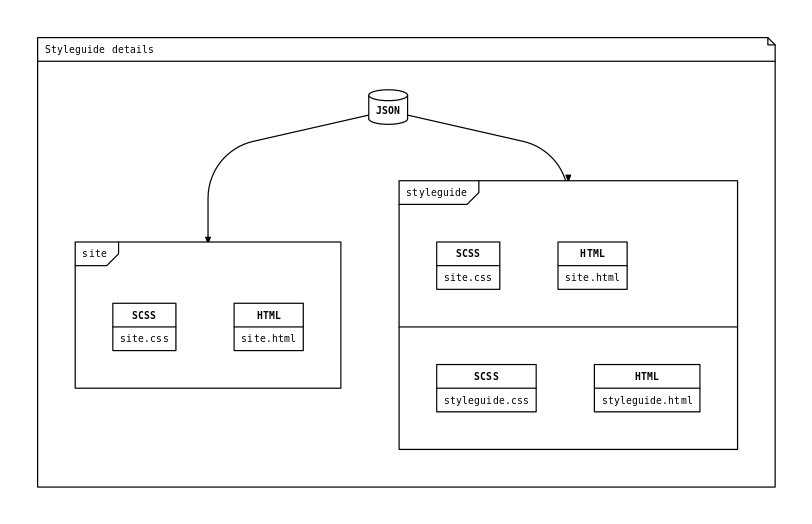 Styleguide details
JSON
styleguide
SCSS
site.css
HTML
site.html
site
SCSS
site.css
HTML
site.html
SCSS
styleguide.css
HTML
styleguide.html